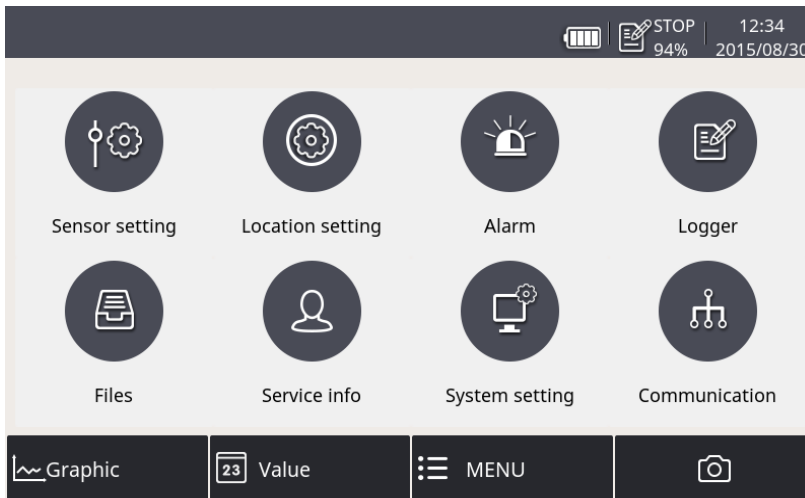 STOP 12:34
94% 2015/08/30
Sensor setting Location setting Alarm Logger
Files Service info System setting Communication
Graphic 23 Value MENU